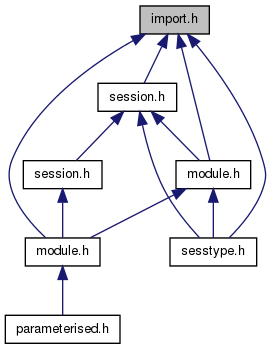 import.h
session.h
session.h
module.h
module.h
sesstype.h
parameterised.h